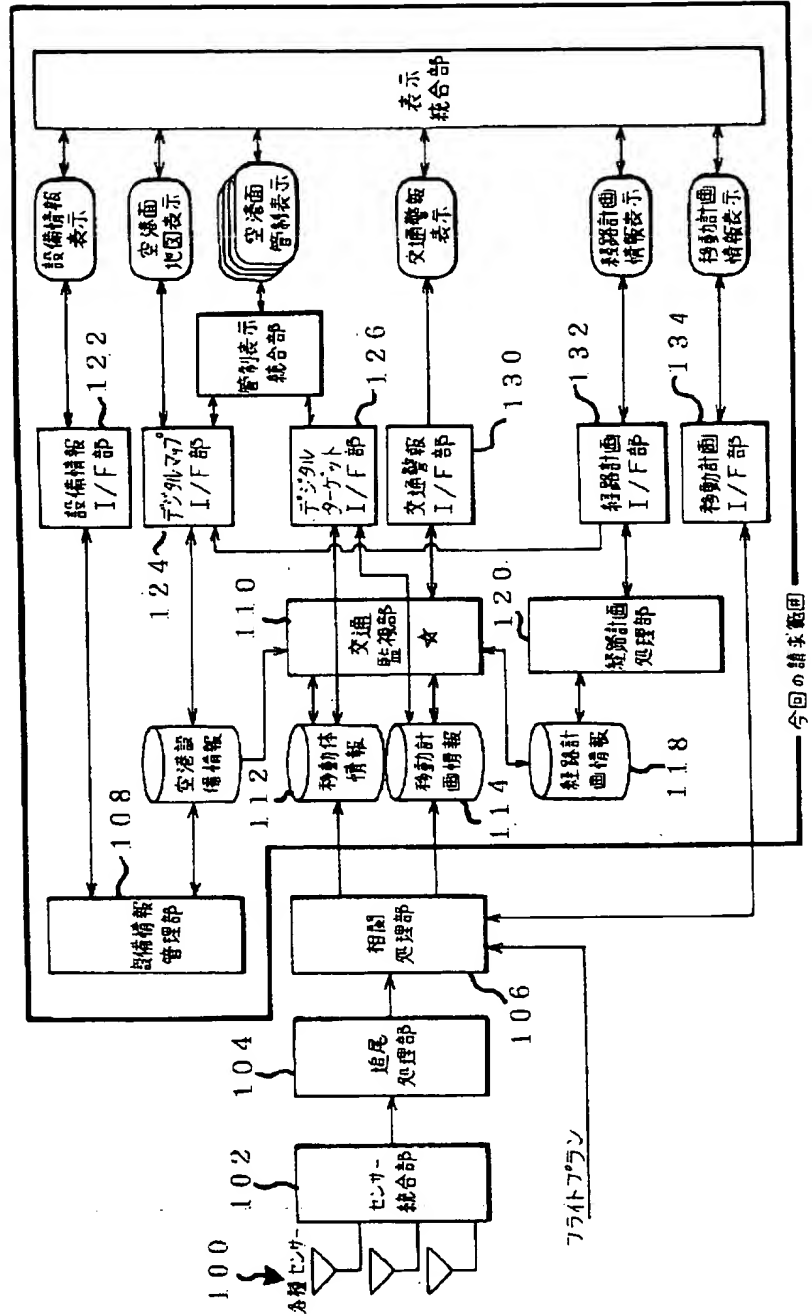 表示
統合部
設備情報
表示
空港面
地図表示
空港面
管制表示
交通警報
表示
経路計画
情報表示
移動計画
情報表示
管制表示
統合部
設備情報
I/F部
122
デジタルマップ
I/F部
124
デジタル
ターゲット
I/F部
126
交通警報
I/F部
130
経路計画
I/F部
132
移動計画
I/F部
134
110
交通
監視部
☆
120
経路計画
処理部
空港設
備情報
移動体
情報
112
移動計
画情報
114
経路計
画情報
118
108
設備情報
管理部
相関
処理部
106
104
追尾
処理部
102
センサー
統合部
100
各種センサー
フライトプラン
今回の請求範囲